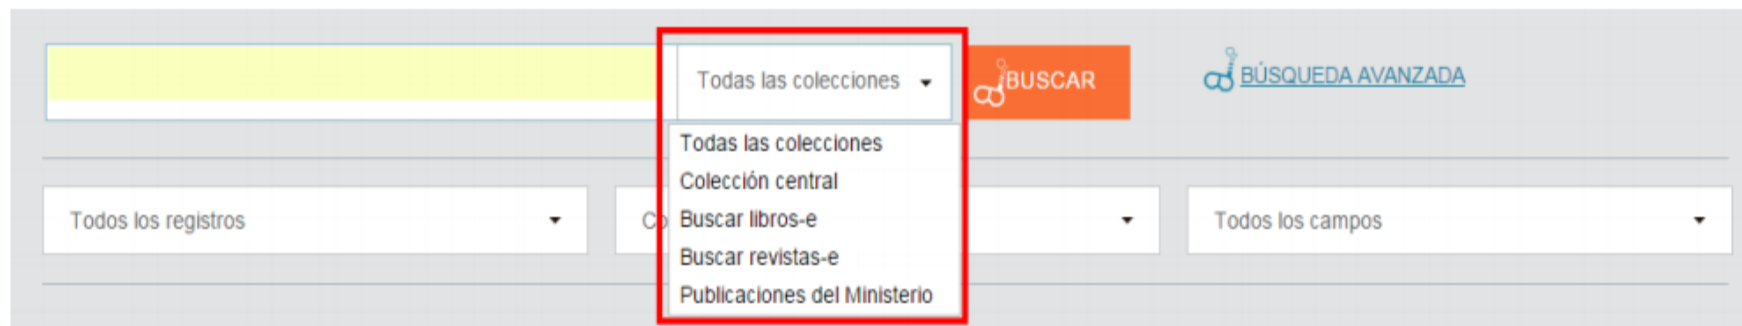 Todas las colecciones
BUSCAR
BÚSQUEDA AVANZADA
Todas las colecciones
Colección central
Buscar libros-e
Buscar revistas-e
Publicaciones del Ministerio
Todos los registros
Co
Todos los campos